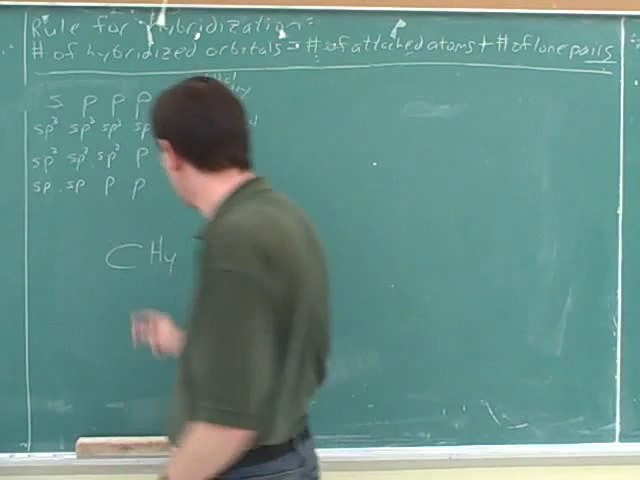 Rule for Hybridization:
# of hybridized orbitals = # of attached atoms + # of lone pairs
s p p p
sp³ sp³ sp³ sp
sp² sp² sp² p
sp sp p p
CH₄